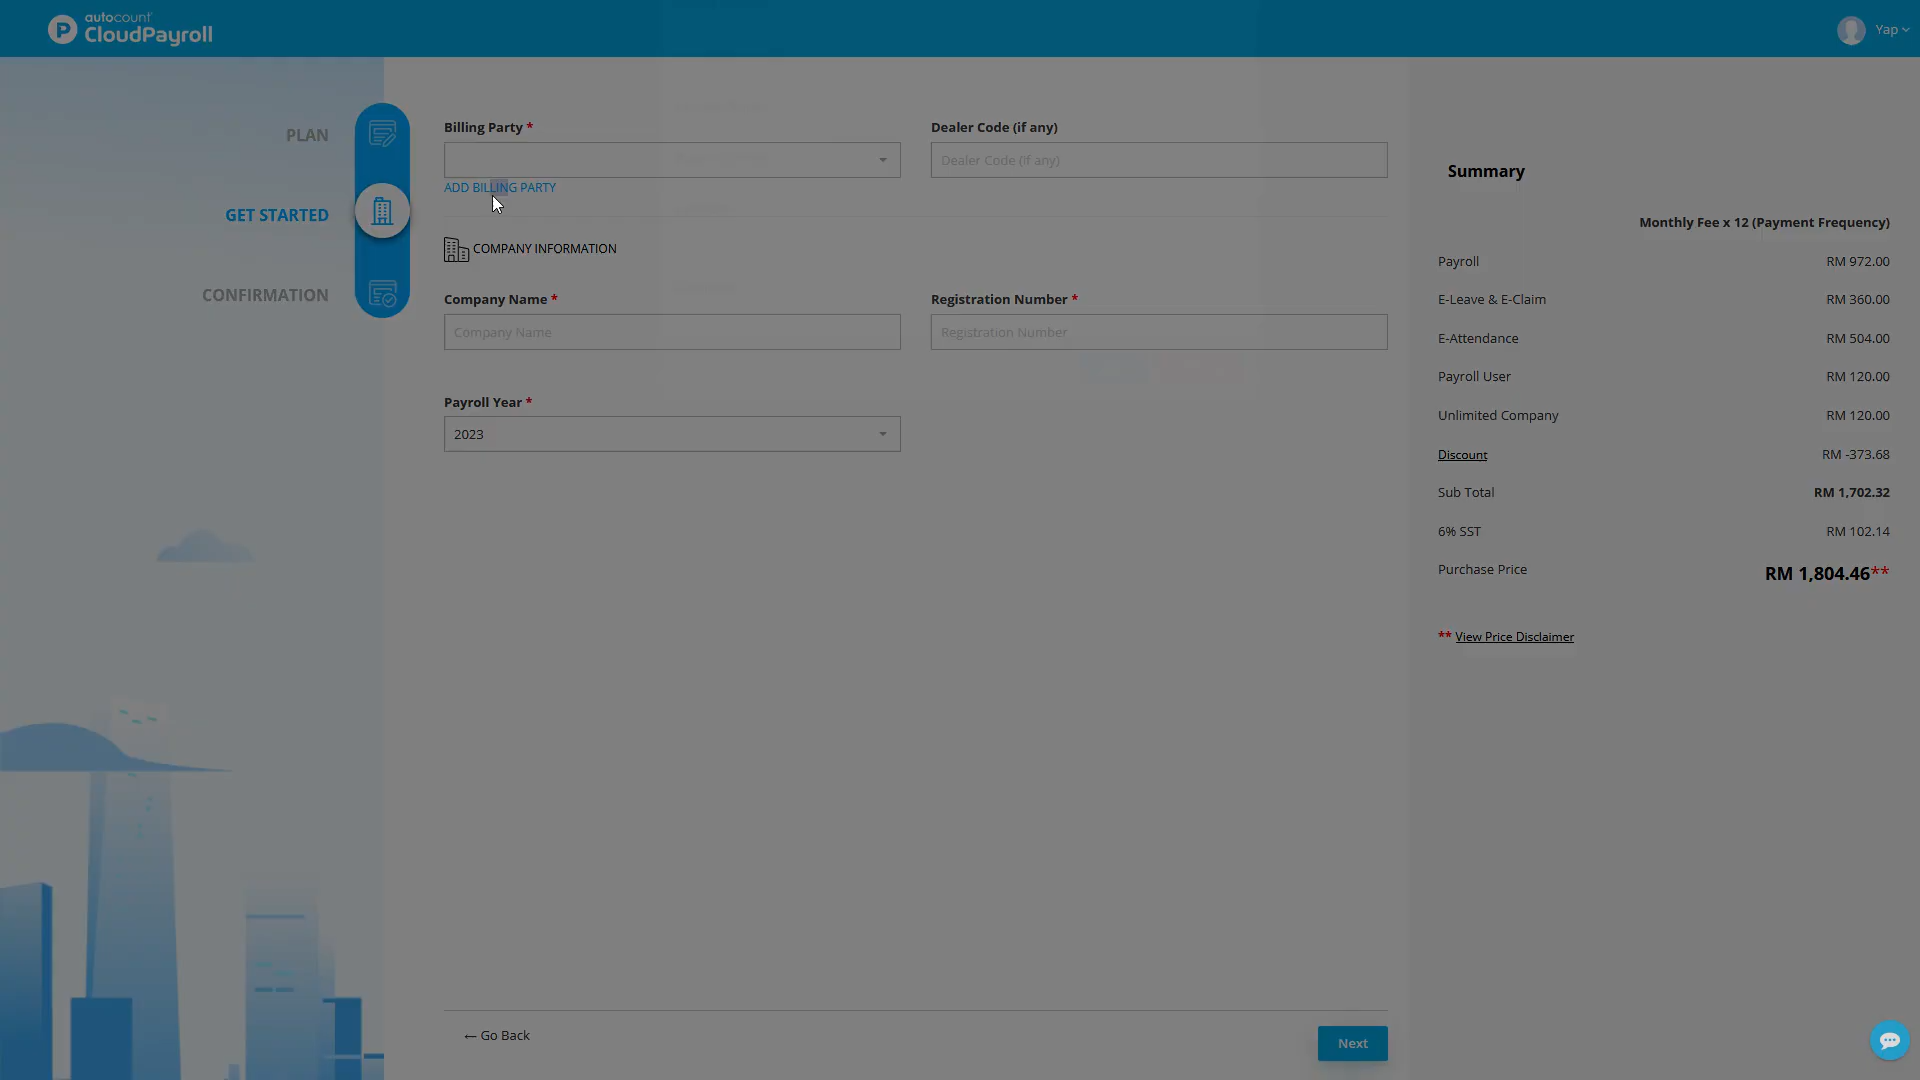 autocount
CloudPayroll
Yap
PLAN
GET STARTED
CONFIRMATION
Billing Party *
ADD BILLING PARTY
Dealer Code (if any)
Dealer Code (if any)
COMPANY INFORMATION
Company Name *
Company Name
Registration Number *
Registration Number
Payroll Year *
2023
← Go Back
Next
Summary
Monthly Fee x 12 (Payment Frequency)
Payroll RM 972.00
E-Leave & E-Claim RM 360.00
E-Attendance RM 504.00
Payroll User RM 120.00
Unlimited Company RM 120.00
Discount RM -373.68
Sub Total RM 1,702.32
6% SST RM 102.14
Purchase Price RM 1,804.46**
** View Price Disclaimer